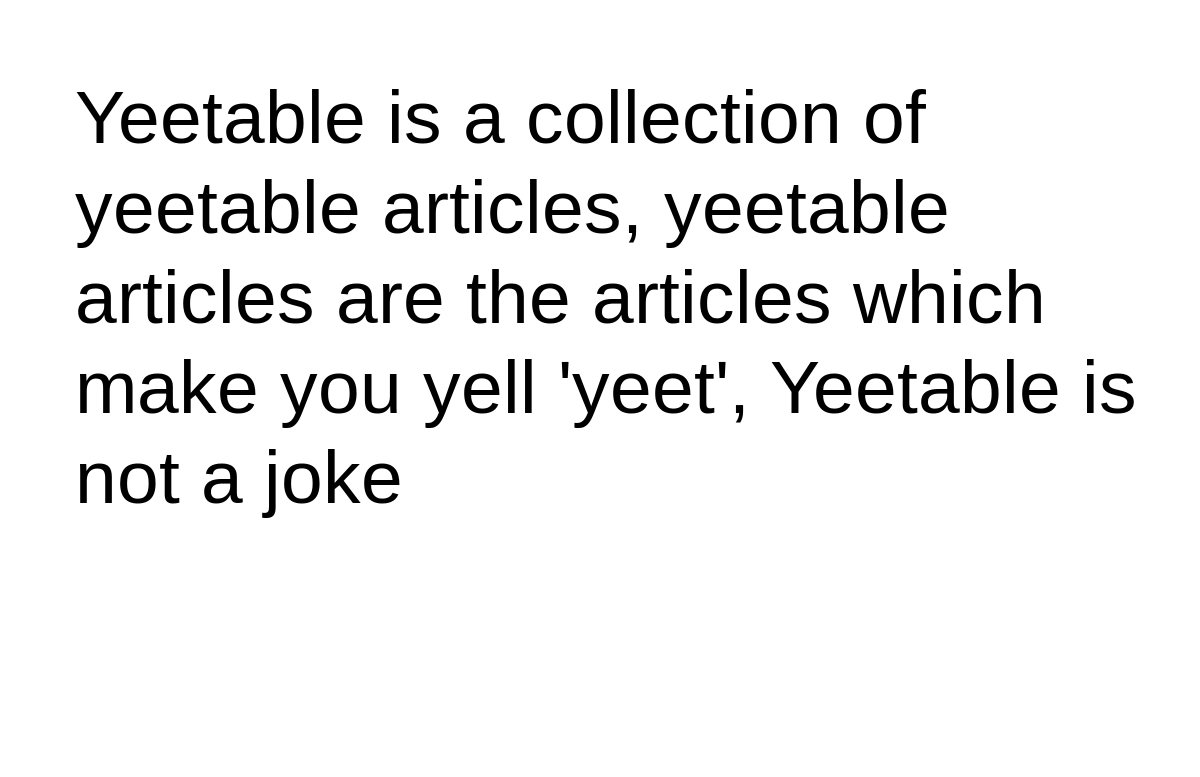 Yeetable is a collection of
yeetable articles, yeetable
articles are the articles which
make you yell 'yeet', Yeetable is
not a joke